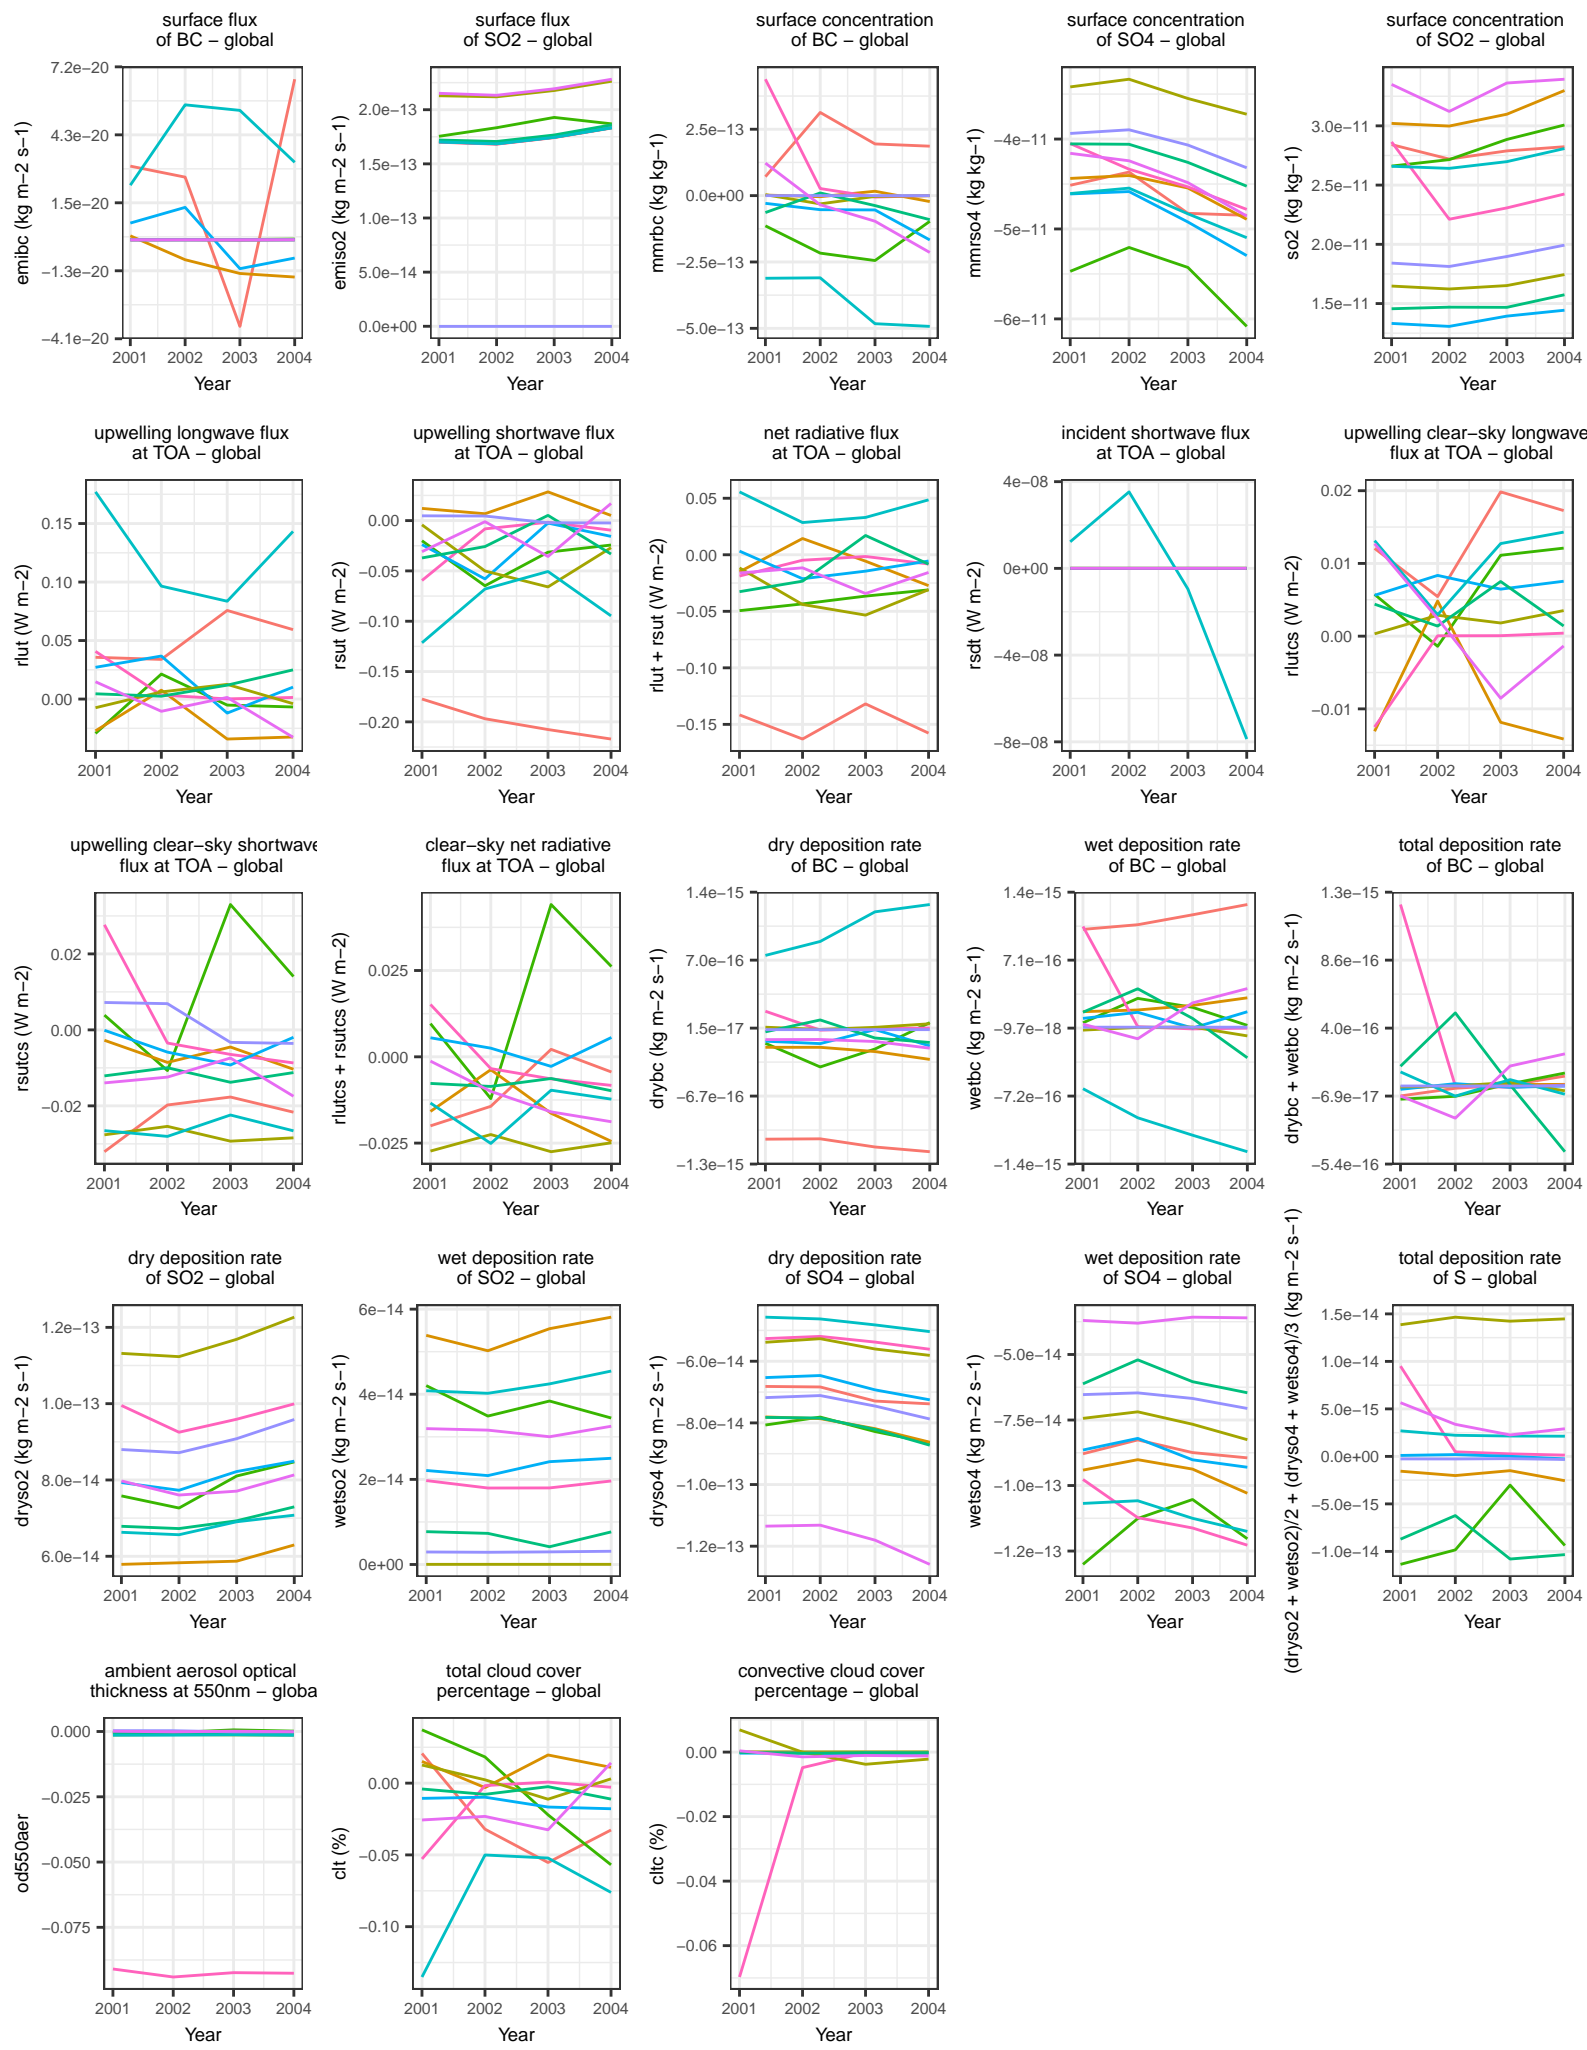 surface flux
of BC – global
emibc (kg m−2 s−1)
7.2e−20
4.3e−20
1.5e−20
−1.3e−20
−4.1e−20
2001 2002 2003 2004
Year
surface flux
of SO2 – global
emiso2 (kg m−2 s−1)
2.0e−13
1.5e−13
1.0e−13
5.0e−14
0.0e+00
2001 2002 2003 2004
Year
surface concentration
of BC – global
mmrbc (kg kg−1)
2.5e−13
0.0e+00
−2.5e−13
−5.0e−13
2001 2002 2003 2004
Year
surface concentration
of SO4 – global
mmrso4 (kg kg−1)
−4e−11
−5e−11
−6e−11
2001 2002 2003 2004
Year
surface concentration
of SO2 – global
so2 (kg kg−1)
3.0e−11
2.5e−11
2.0e−11
1.5e−11
2001 2002 2003 2004
Year
upwelling longwave flux
at TOA – global
rlut (W m−2)
0.15
0.10
0.05
0.00
2001 2002 2003 2004
Year
upwelling shortwave flux
at TOA – global
rsut (W m−2)
0.00
−0.05
−0.10
−0.15
−0.20
2001 2002 2003 2004
Year
net radiative flux
at TOA – global
rlut + rsut (W m−2)
0.05
0.00
−0.05
−0.10
−0.15
2001 2002 2003 2004
Year
incident shortwave flux
at TOA – global
rsdt (W m−2)
4e−08
0e+00
−4e−08
−8e−08
2001 2002 2003 2004
Year
upwelling clear−sky longwave
flux at TOA – global
rlutcs (W m−2)
0.02
0.01
0.00
−0.01
2001 2002 2003 2004
Year
upwelling clear−sky shortwave
flux at TOA – global
rsutcs (W m−2)
0.02
0.00
−0.02
2001 2002 2003 2004
Year
clear−sky net radiative
flux at TOA – global
rlutcs + rsutcs (W m−2)
0.025
0.000
−0.025
2001 2002 2003 2004
Year
dry deposition rate
of BC – global
drybc (kg m−2 s−1)
1.4e−15
7.0e−16
1.5e−17
−6.7e−16
−1.3e−15
2001 2002 2003 2004
Year
wet deposition rate
of BC – global
wetbc (kg m−2 s−1)
1.4e−15
7.1e−16
−9.7e−18
−7.2e−16
−1.4e−15
2001 2002 2003 2004
Year
total deposition rate
of BC – global
drybc + wetbc (kg m−2 s−1)
1.3e−15
8.6e−16
4.0e−16
−6.9e−17
−5.4e−16
2001 2002 2003 2004
Year
dry deposition rate
of SO2 – global
dryso2 (kg m−2 s−1)
1.2e−13
1.0e−13
8.0e−14
6.0e−14
2001 2002 2003 2004
Year
wet deposition rate
of SO2 – global
wetso2 (kg m−2 s−1)
6e−14
4e−14
2e−14
0e+00
2001 2002 2003 2004
Year
dry deposition rate
of SO4 – global
dryso4 (kg m−2 s−1)
−6.0e−14
−8.0e−14
−1.0e−13
−1.2e−13
2001 2002 2003 2004
Year
wet deposition rate
of SO4 – global
wetso4 (kg m−2 s−1)
−5.0e−14
−7.5e−14
−1.0e−13
−1.2e−13
2001 2002 2003 2004
Year
total deposition rate
of S – global
(dryso2 + wetso2)/2 + (dryso4 + wetso4)/3 (kg m−2 s−1)
1.5e−14
1.0e−14
5.0e−15
0.0e+00
−5.0e−15
−1.0e−14
2001 2002 2003 2004
Year
ambient aerosol optical
thickness at 550nm – globa
od550aer
0.000
−0.025
−0.050
−0.075
2001 2002 2003 2004
Year
total cloud cover
percentage – global
clt (%)
0.00
−0.05
−0.10
2001 2002 2003 2004
Year
convective cloud cover
percentage – global
cltc (%)
0.00
−0.02
−0.04
−0.06
2001 2002 2003 2004
Year